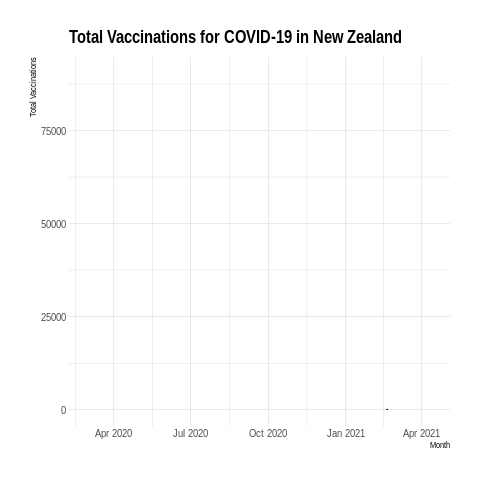 Total Vaccinations for COVID-19 in New Zealand
Total Vaccinations
75000
50000
25000
0
Apr 2020
Jul 2020
Oct 2020
Jan 2021
Apr 2021
Month